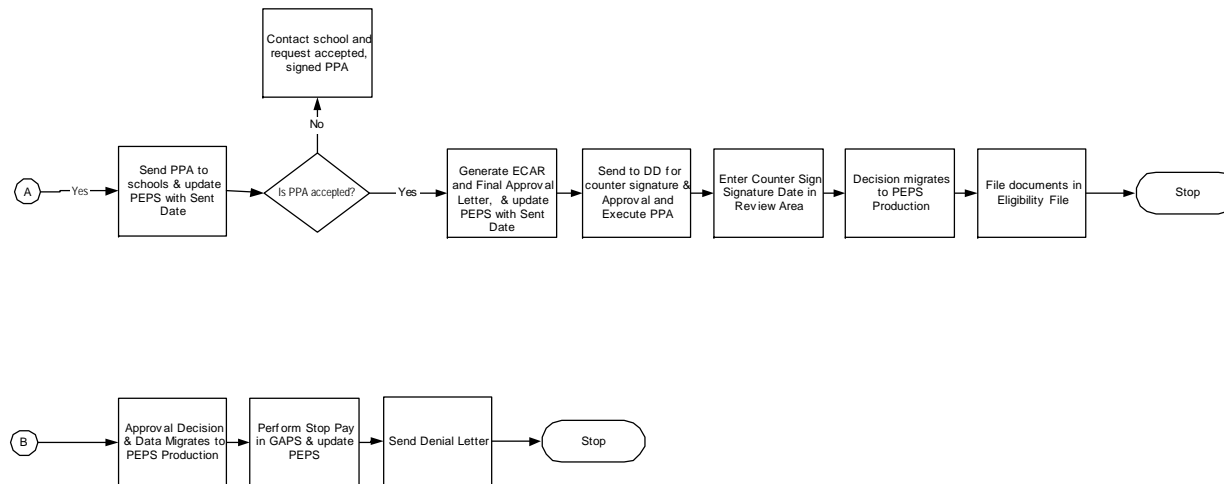 Contact school and
request accepted,
signed PPA
No
A
Yes
Send PPA to
schools & update
PEPS with Sent
Date
Is PPA accepted?
Yes
Generate ECAR
and Final Approval
Letter,  & update
PEPS with Sent
Date
Send to DD for
counter signature &
Approval and
Execute PPA
Enter Counter Sign
Signature Date in
Review Area
Decision migrates
to PEPS
Production
File documents in
Eligibility File
Stop
B
Approval Decision
& Data Migrates to
PEPS Production
Perform Stop Pay
in GAPS & update
PEPS
Send Denial Letter
Stop